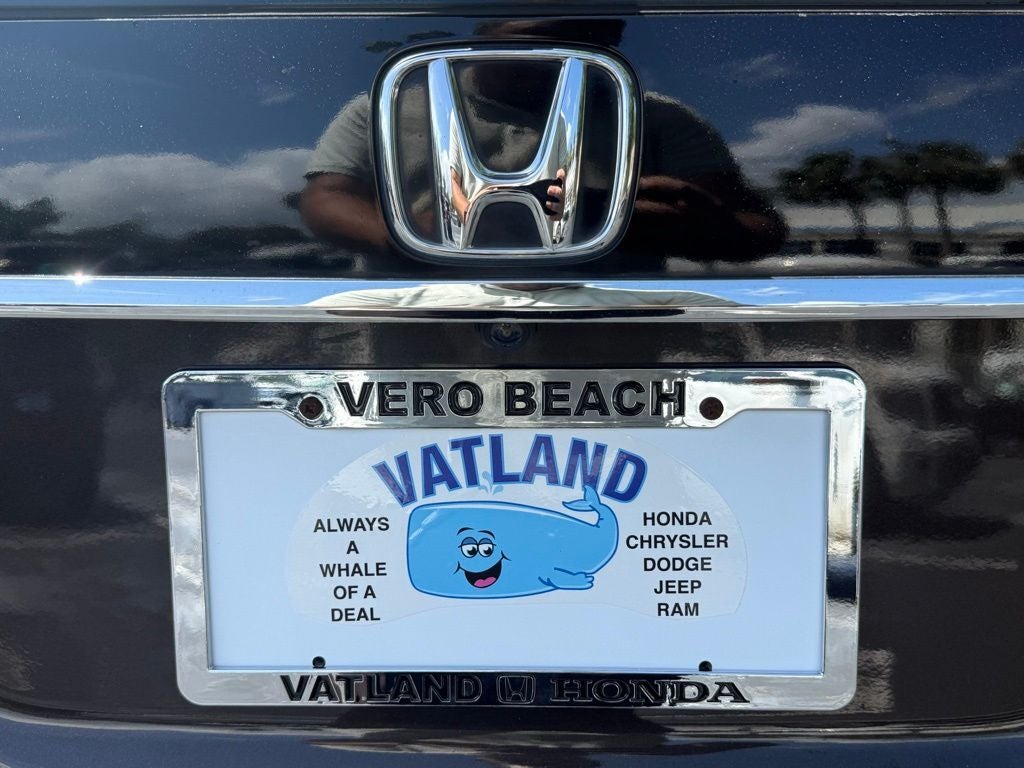 VERO BEACH
VATLAND
ALWAYS
A
WHALE
OF A
DEAL
HONDA
CHRYSLER
DODGE
JEEP
RAM
VATLAND HONDA